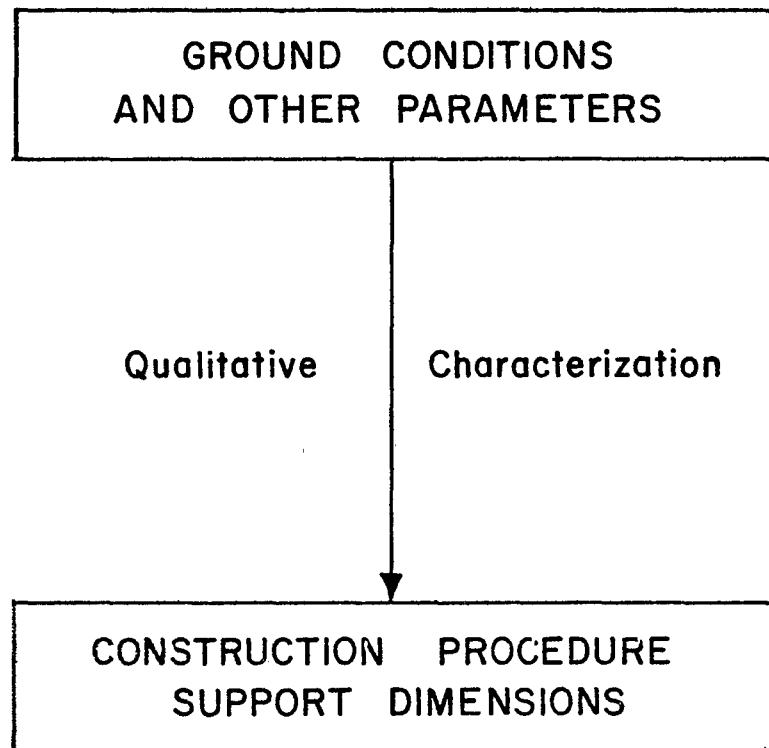 GROUND CONDITIONS
AND OTHER PARAMETERS
Qualitative Characterization
CONSTRUCTION PROCEDURE
SUPPORT DIMENSIONS